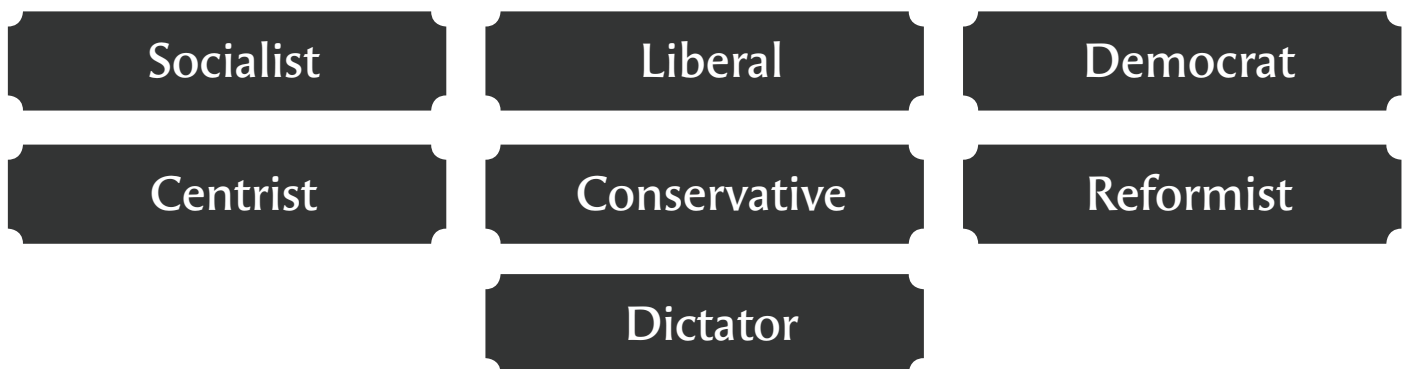 Socialist
Liberal
Democrat
Centrist
Conservative
Reformist
Dictator